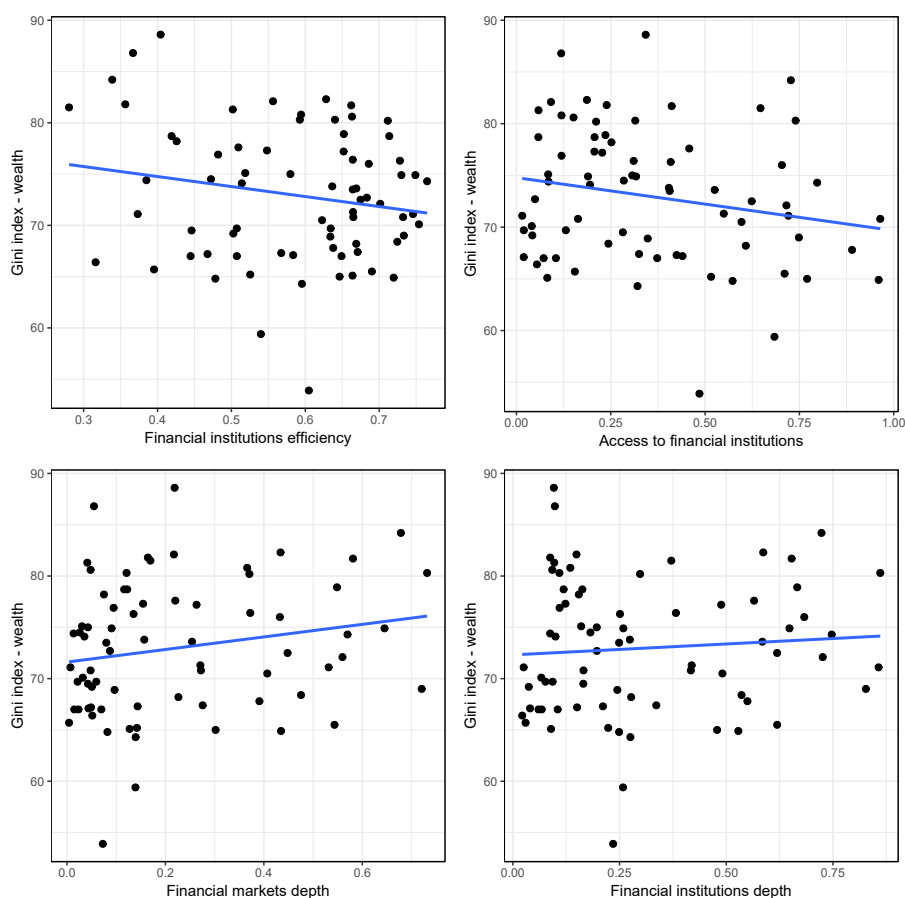 90
80
70
60
Gini index - wealth
0.3 0.4 0.5 0.6 0.7
Financial institutions efficiency
90
80
70
60
Gini index - wealth
0.00 0.25 0.50 0.75 1.00
Access to financial institutions
90
80
70
60
Gini index - wealth
0.0 0.2 0.4 0.6
Financial markets depth
90
80
70
60
Gini index - wealth
0.00 0.25 0.50 0.75
Financial institutions depth